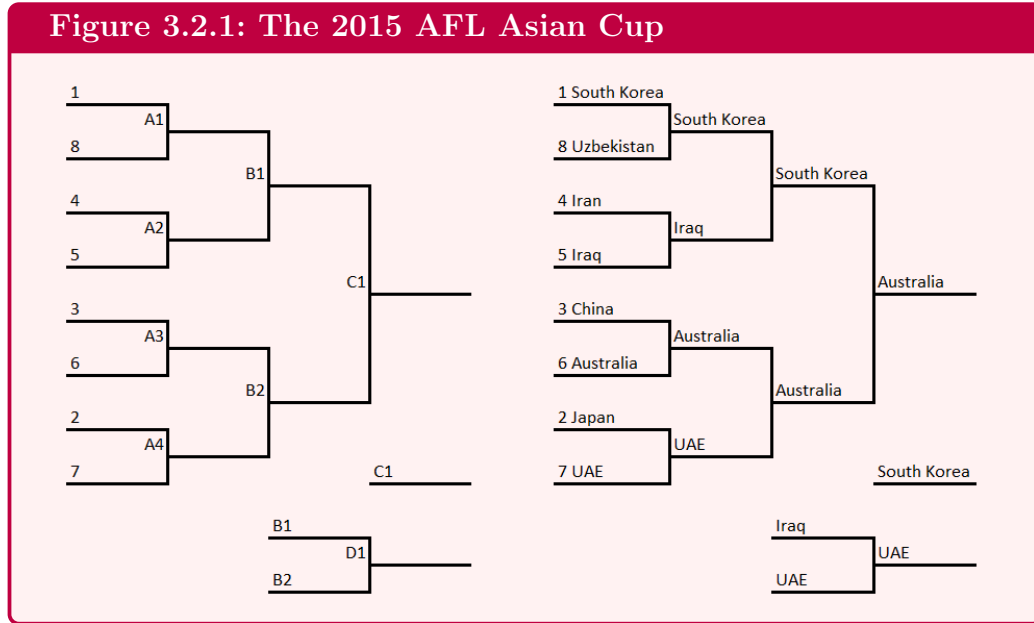 Figure 3.2.1: The 2015 AFL Asian Cup
1
A1
8
B1
4
A2
5
C1
3
A3
6
B2
2
A4
7
C1
B1
D1
B2
1 South Korea
South Korea
8 Uzbekistan
South Korea
4 Iran
Iraq
5 Iraq
Australia
3 China
Australia
6 Australia
Australia
2 Japan
UAE
7 UAE
South Korea
Iraq
UAE
UAE